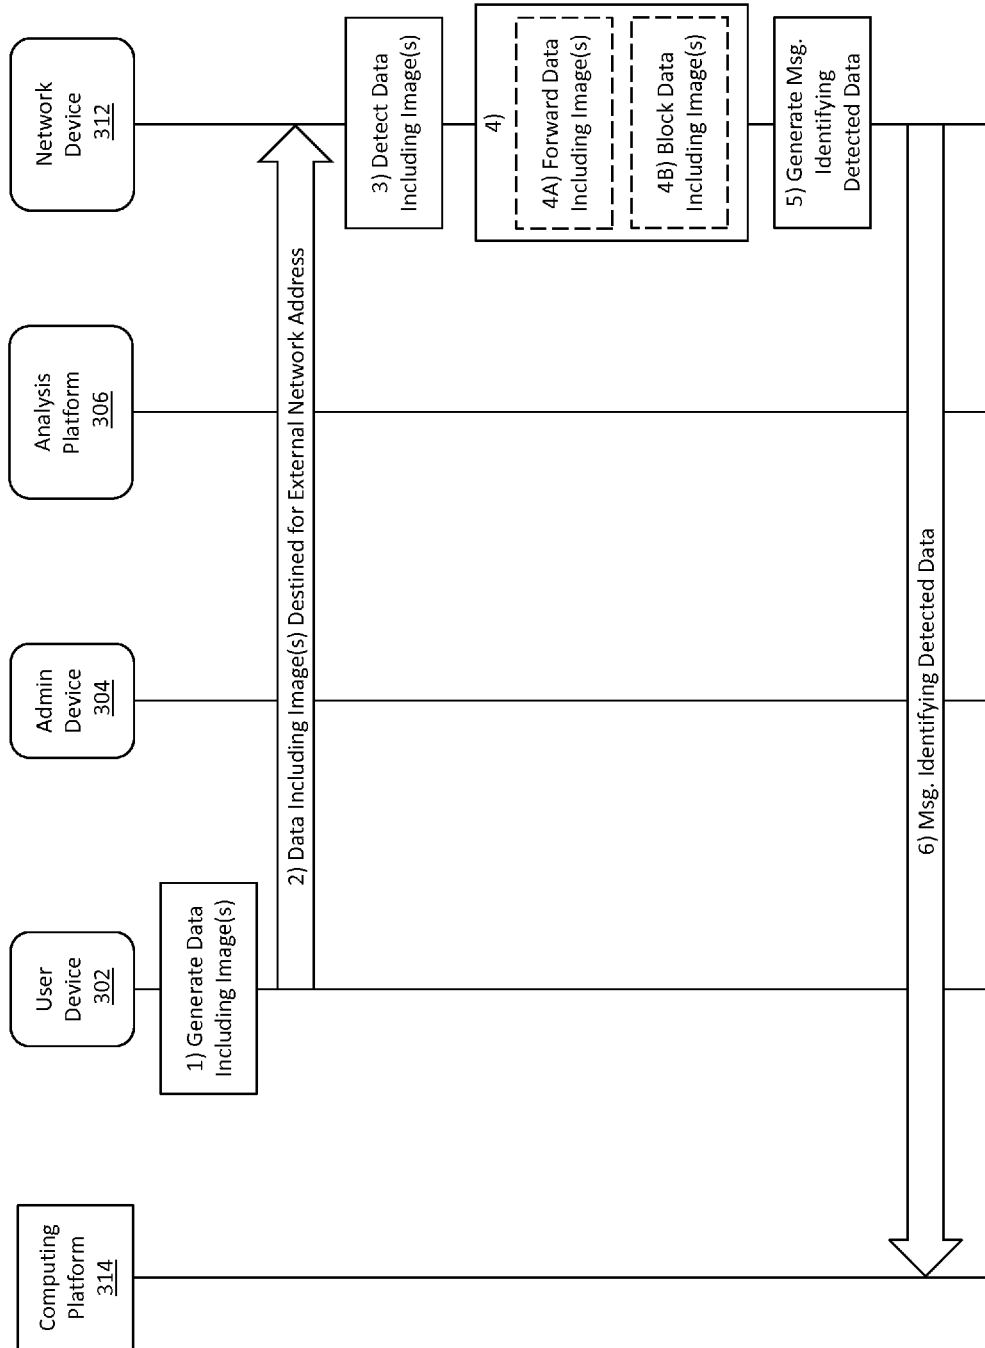 Computing
Platform
314
User
Device
302
Admin
Device
304
Analysis
Platform
306
Network
Device
312
1) Generate Data
Including Image(s)
2) Data Including Image(s) Destined for External Network Address
3) Detect Data
Including Image(s)
4)
4A) Forward Data
Including Image(s)
4B) Block Data
Including Image(s)
5) Generate Msg.
Identifying
Detected Data
6) Msg. Identifying Detected Data